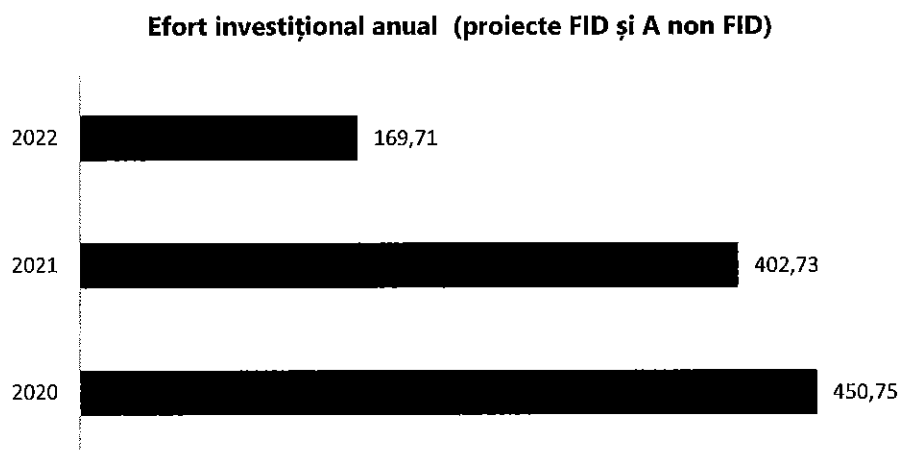 Efort investițional anual (proiecte FID și A non FID)
2022 169,71
2021 402,73
2020 450,75